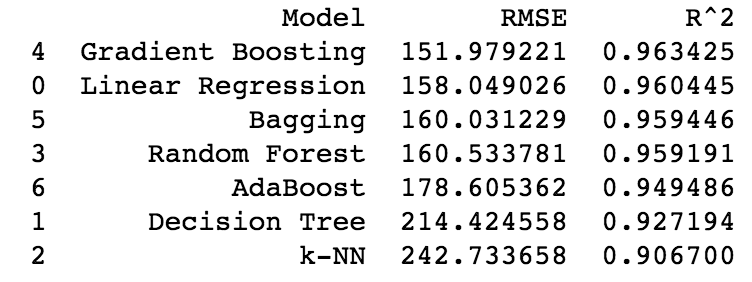 Model RMSE R^2
4 Gradient Boosting 151.979221 0.963425
0 Linear Regression 158.049026 0.960445
5 Bagging 160.031229 0.959446
3 Random Forest 160.533781 0.959191
6 AdaBoost 178.605362 0.949486
1 Decision Tree 214.424558 0.927194
2 k-NN 242.733658 0.906700